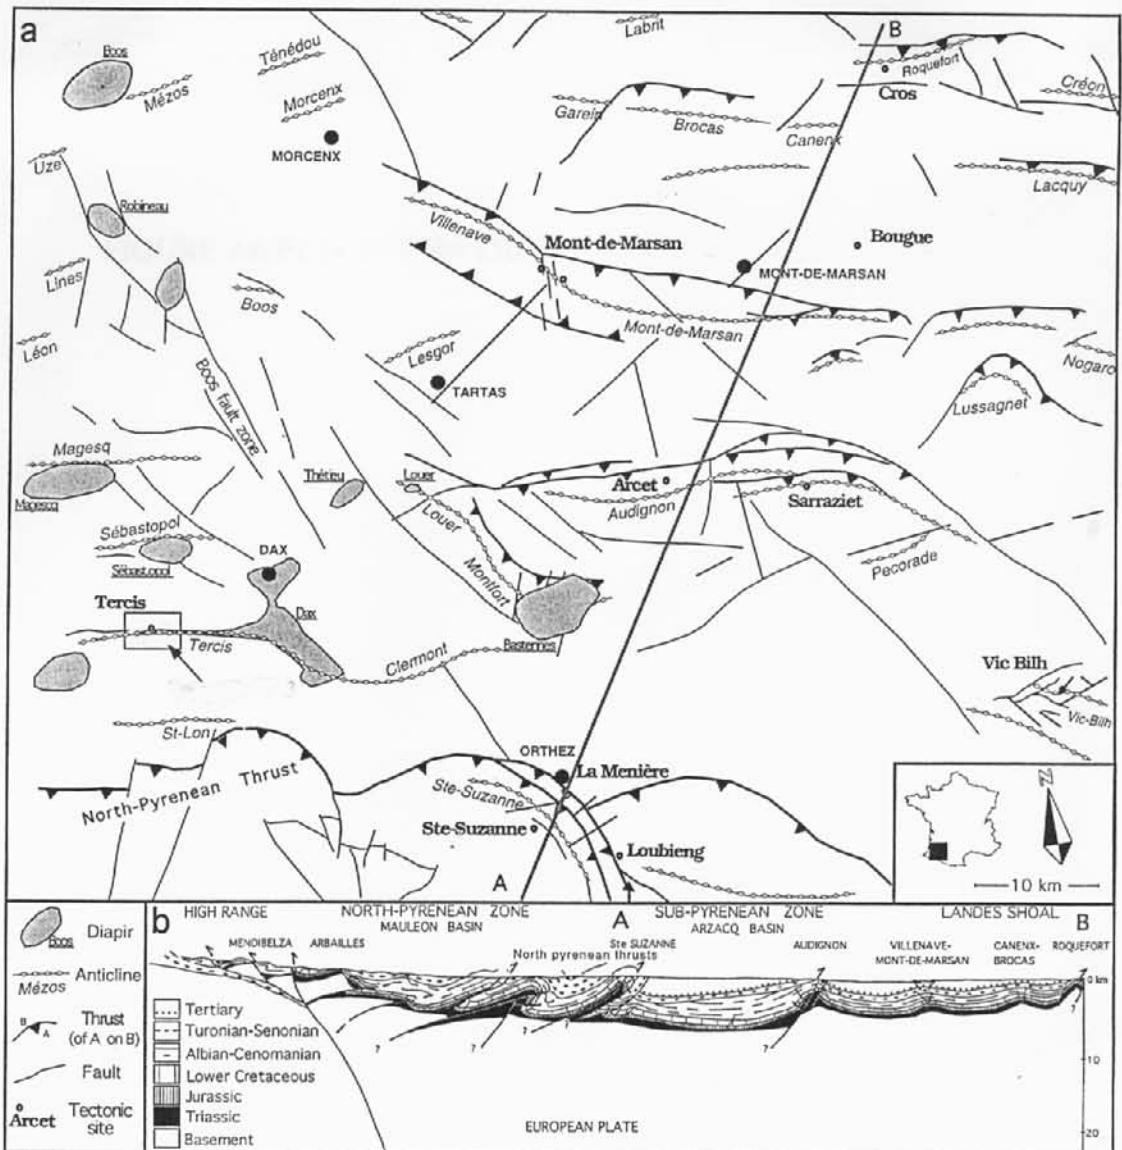 a
Boos
Mézos
Ténédou
Morcenx
MORCENX
Labrit
B
Roquefort
Cros
Créon
Garein
Brocas
Canenx
Lacquy
Uze
Robineau
Villenave
Mont-de-Marsan
MONT-DE-MARSAN
Bougue
Lines
Boos
Léon
Lesgor
TARTAS
Mont-de-Marsan
Nogaro
Lussagnet
Boos fault zone
Magesq
Magescq
Thétieu
Louer
Louer
Arcet
Audignon
Sarraziet
Sébastopol
Sébastopol
DAX
Dax
Montfort
Pecorade
Tercis
Tercis
Clermont
Bastennes
Vic Bilh
Vic-Bilh
St-Lon
ORTHEZ
La Menière
North-Pyrenean Thrust
Ste-Suzanne
Ste-Suzanne
Loubieng
A
N
10 km
Boos
Diapir
Mézos
Anticline
B
A
Thrust
(of A on B)
Fault
Arcet
Tectonic
site
b
HIGH RANGE
NORTH-PYRENEAN ZONE
MAULEON BASIN
A
SUB-PYRENEAN ZONE
ARZACQ BASIN
LANDES SHOAL
B
MENDIBELZA
ARBAILLES
Ste SUZANNE
North pyrenean thrusts
AUDIGNON
VILLENAVE-
MONT-DE-MARSAN
CANENX-
BROCAS
ROQUEFORT
0 km
10
20
?
?
?
?
?
?
Tertiary
Turonian-Senonian
Albian-Cenomanian
Lower Cretaceous
Jurassic
Triassic
Basement
EUROPEAN PLATE